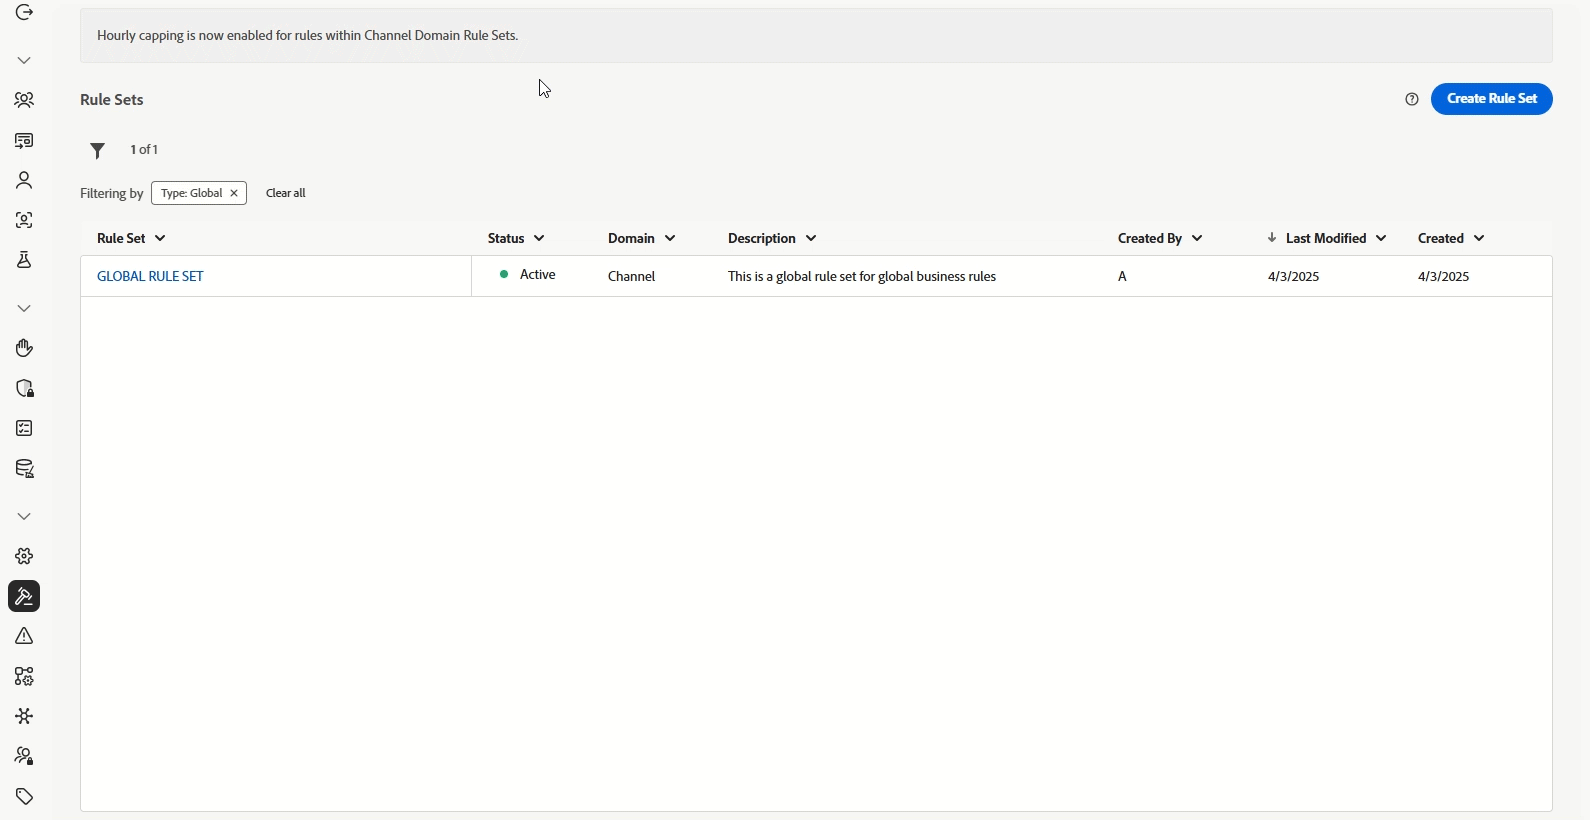 Hourly capping is now enabled for rules within Channel Domain Rule Sets.
Rule Sets
Create Rule Set
1 of 1
Filtering by Type: Global Clear all
Rule Set Status Domain Description Created By Last Modified Created
GLOBAL RULE SET Active Channel This is a global rule set for global business rules A 4/3/2025 4/3/2025